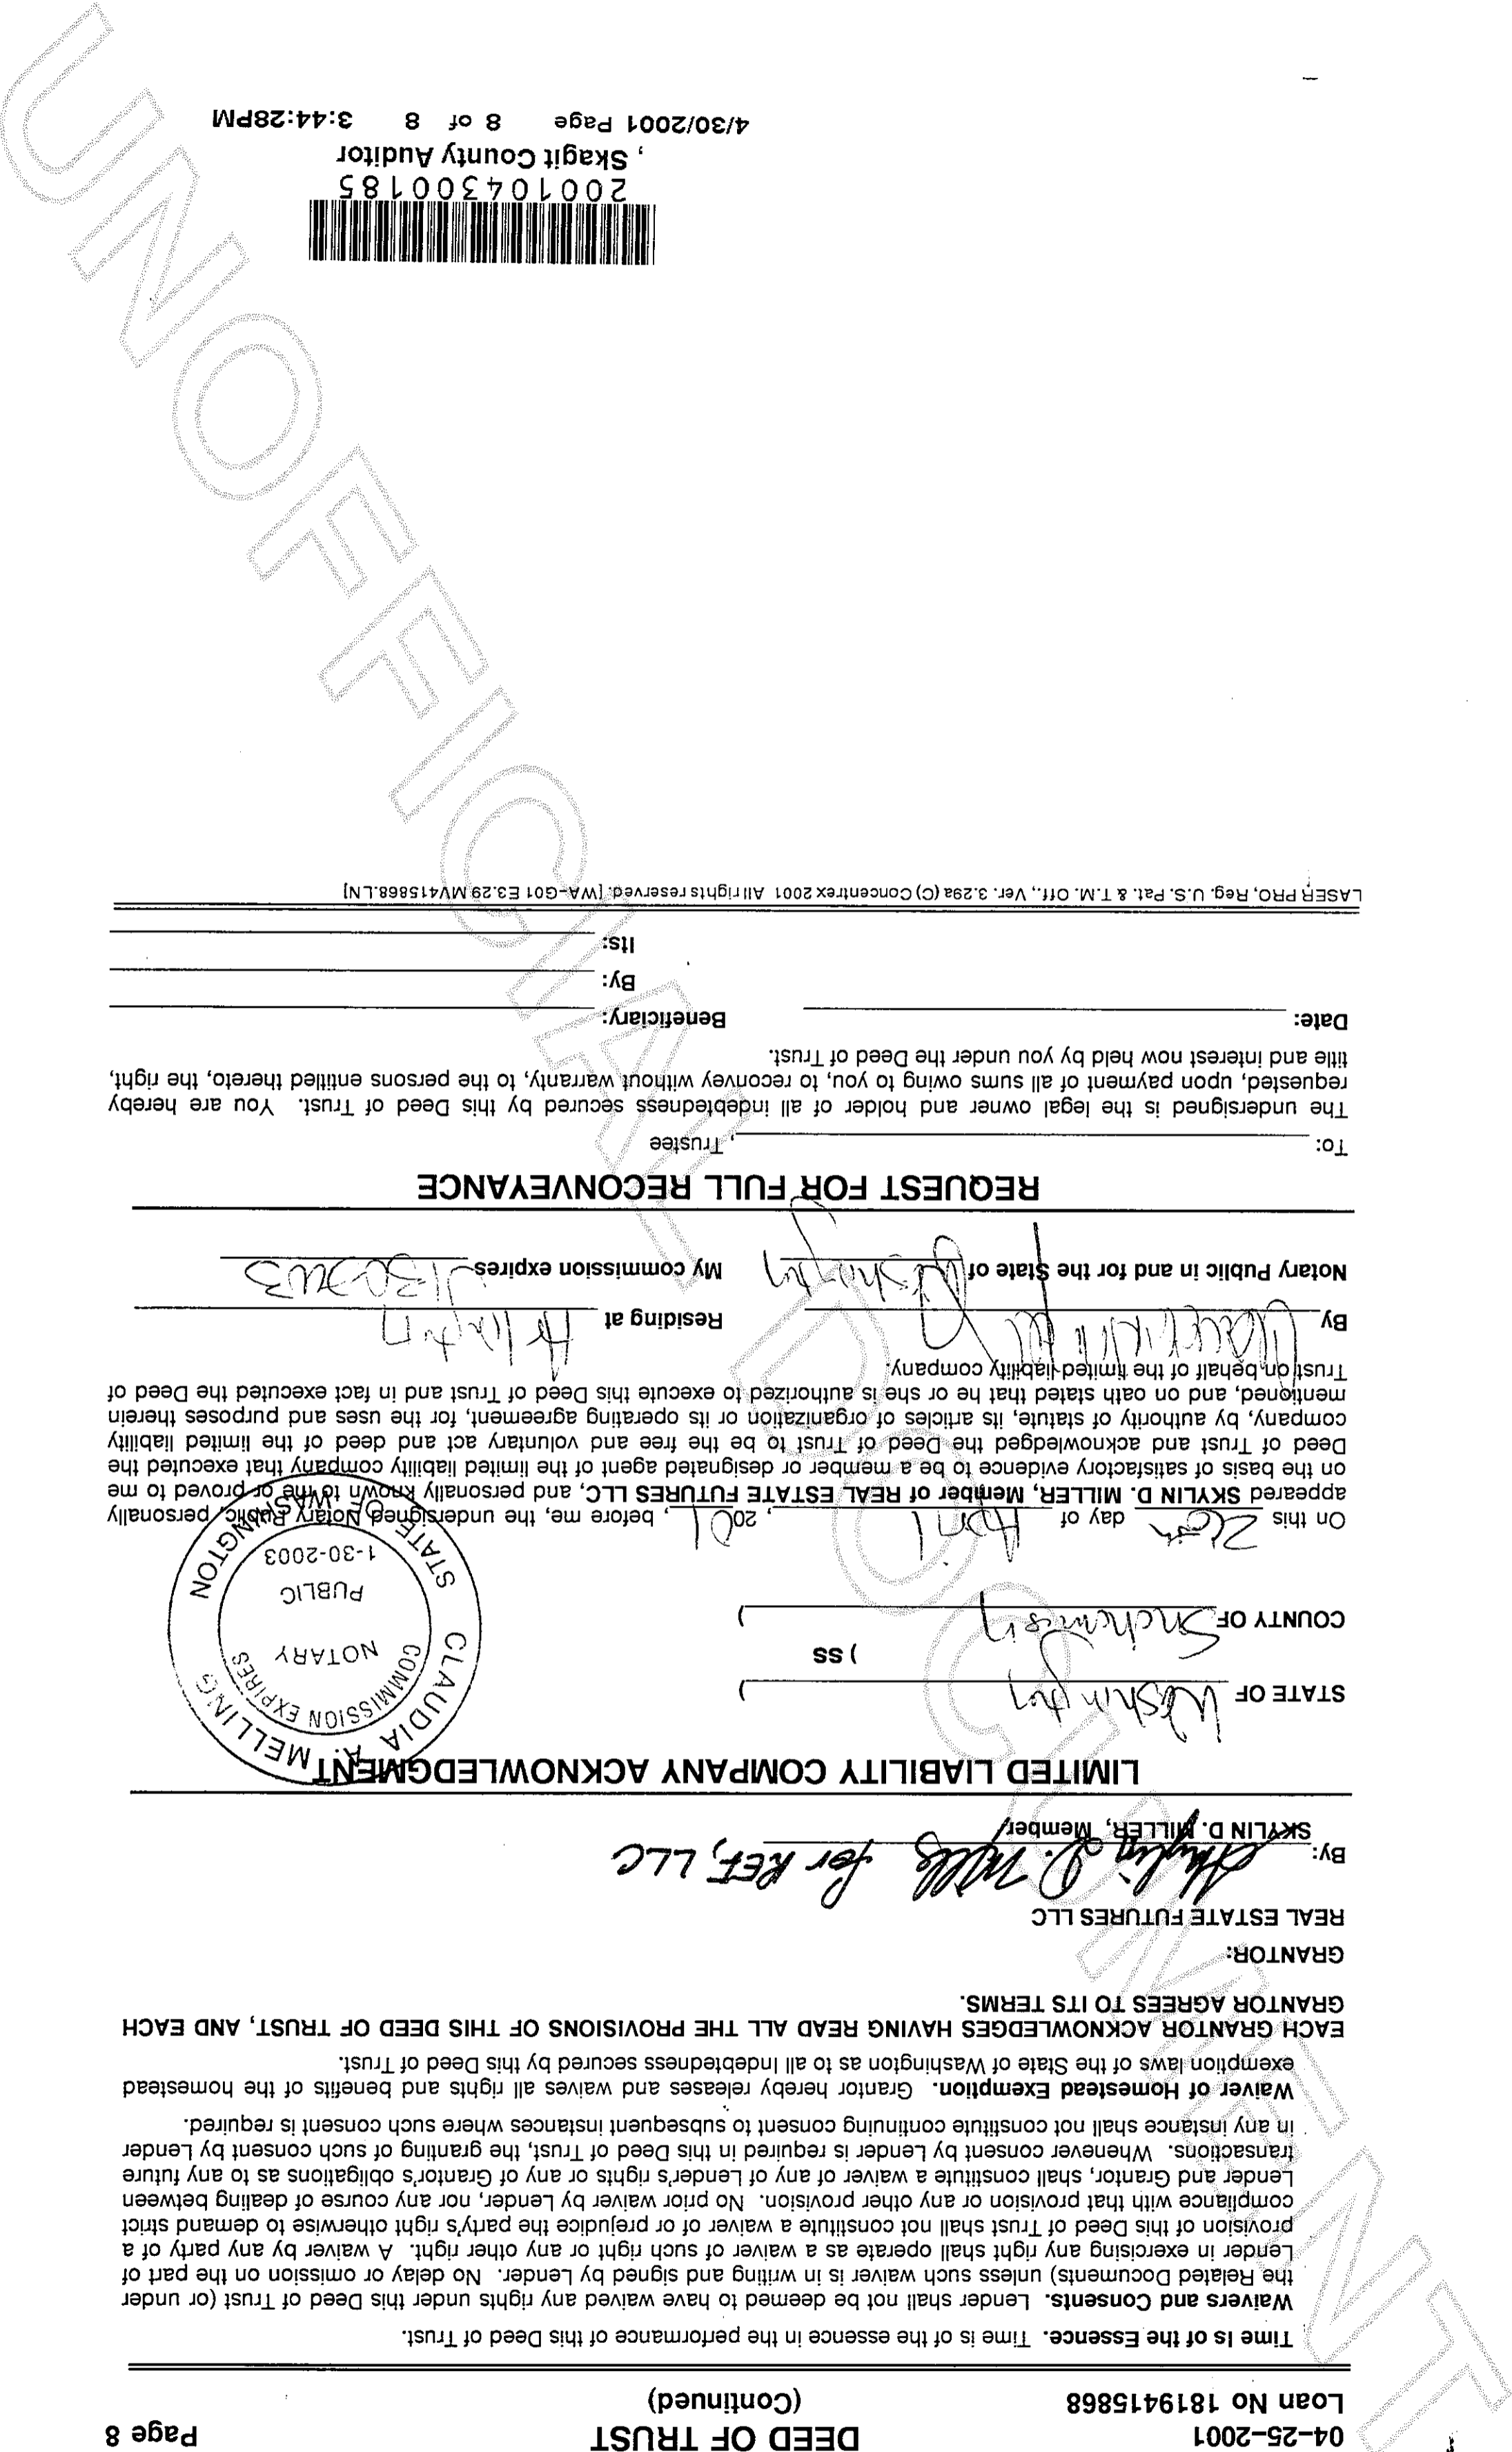 04-25-2001
DEED OF TRUST
Page 8
Loan No 1819415868
(Continued)
Time Is of the Essence. Time is of the essence in the performance of this Deed of Trust.
Waivers and Consents. Lender shall not be deemed to have waived any rights under this Deed of Trust (or under
the Related Documents) unless such waiver is in writing and signed by Lender. No delay or omission on the part of
Lender in exercising any right shall operate as a waiver of such right or any other right. A waiver by any party of a
provision of this Deed of Trust shall not constitute a waiver of or prejudice the party's right otherwise to demand strict
compliance with that provision or any other provision. No prior waiver by Lender, nor any course of dealing between
Lender and Grantor, shall constitute a waiver of any of Lender's rights or any of Grantor's obligations as to any future
transactions. Whenever consent by Lender is required in this Deed of Trust, the granting of such consent by Lender
in any instance shall not constitute continuing consent to subsequent instances where such consent is required.
Waiver of Homestead Exemption. Grantor hereby releases and waives all rights and benefits of the homestead
exemption laws of the State of Washington as to all Indebtedness secured by this Deed of Trust.
EACH GRANTOR ACKNOWLEDGES HAVING READ ALL THE PROVISIONS OF THIS DEED OF TRUST, AND EACH
GRANTOR AGREES TO ITS TERMS.
GRANTOR:
REAL ESTATE FUTURES LLC
By: Skylin D. Miller for REF, LLC
SKYLIN D. MILLER, Member
LIMITED LIABILITY COMPANY ACKNOWLEDGMENT
STATE OF Washington )
) SS
COUNTY OF Snohomish )
CLAUDIA A. MELLING
COMMISSION EXPIRES
NOTARY
PUBLIC
1-30-2003
STATE OF WASHINGTON
On this 26th day of April, 2001, before me, the undersigned Notary Public, personally
appeared SKYLIN D. MILLER, Member of REAL ESTATE FUTURES LLC, and personally known to me or proved to me
on the basis of satisfactory evidence to be a member or designated agent of the limited liability company that executed the
Deed of Trust and acknowledged the Deed of Trust to be the free and voluntary act and deed of the limited liability
company, by authority of statute, its articles of organization or its operating agreement, for the uses and purposes therein
mentioned, and on oath stated that he or she is authorized to execute this Deed of Trust and in fact executed the Deed of
Trust on behalf of the limited liability company.
By
Residing at Arlington
Notary Public in and for the State of Washington
My commission expires 1-30-2003
REQUEST FOR FULL RECONVEYANCE
To: , Trustee
The undersigned is the legal owner and holder of all indebtedness secured by this Deed of Trust. You are hereby
requested, upon payment of all sums owing to you, to reconvey without warranty, to the persons entitled thereto, the right,
title and interest now held by you under the Deed of Trust.
Date:
Beneficiary:
By:
Its:
LASER PRO, Reg. U.S. Pat. & T.M. Off., Ver. 3.29a (C) Concentrex 2001 All rights reserved. [WA-G01 E3.29 MV415868.LN]
200104300185
, Skagit County Auditor
4/30/2001 Page 8 of 8 3:44:28PM
UNOFFICIAL DOCUMENT